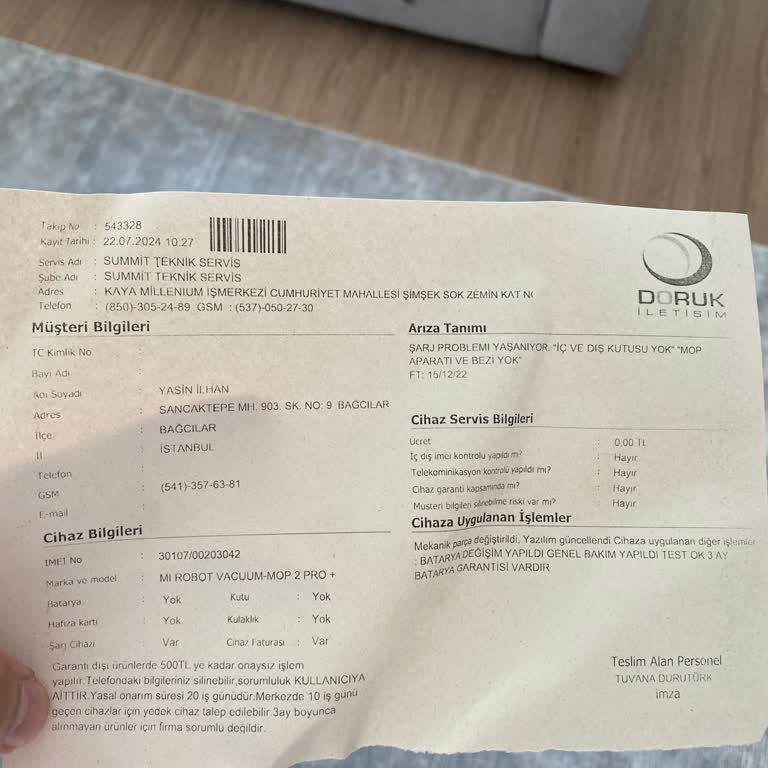 Takip No : 543328
Kayıt Tarihi : 22.07.2024 10:27
Servis Adı : SUMMİT TEKNİK SERVİS
Şube Adı : SUMMİT TEKNİK SERVİS
Adres : KAYA MİLLENIUM İŞMERKEZİ CUMHURİYET MAHALLESİ ŞİMŞEK SOK ZEMİN KAT NO
Telefon : (850)-305-24-89 GSM : (537)-050-27-30
DORUK
İLETİŞİM
Müşteri Bilgileri
TC Kimlik No :
Bayi Adı :
Adı Soyadı : YASİN İLHAN
Adres : SANCAKTEPE MH. 903. SK. NO: 9 BAĞCILAR
İlçe : BAĞCILAR
İl : İSTANBUL
Telefon :
GSM : (541)-357-63-81
E-mail :
Arıza Tanımı
ŞARJ PROBLEMİ YAŞANIYOR. "İÇ VE DIŞ KUTUSU YOK" "MOP
APARATI VE BEZİ YOK"
FT: 15/12/22
Cihaz Servis Bilgileri
Ücret : 0,00 TL
İç dış imei kontrolu yapıldı mı? : Hayır
Telekominikasyon kontrolü yapıldı mı? : Hayır
Cihaz garanti kapsamında mı? : Hayır
Musteri bilgileri silinebilme riski var mı? : Hayır
Cihaza Uygulanan İşlemler
Mekanik parça değiştirildi, Yazılım güncellendi Cihaza uygulanan diğer işlemler
: BATARYA DEĞİŞİM YAPILDI GENEL BAKIM YAPILDI TEST OK 3 AY
BATARYA GARANTİSİ VARDIR
Cihaz Bilgileri
IMEI No : 30107/00203042
Marka ve model : MI ROBOT VACUUM-MOP 2 PRO +
Batarya : Yok Kutu : Yok
Hafıza kartı : Yok Kulaklık : Yok
Şarj Cihazı : Var Cihaz Faturası : Var
Garanti dışı ürünlerde 500TL ye kadar onaysız işlem
yapılır.Telefondaki bilgileriniz silinebilir,sorumluluk KULLANICIYA
AİTTİR.Yasal onarım süresi 20 iş günüdür.Merkezde 10 iş günü
geçen cihazlar için yedek cihaz talep edilebilir.3ay boyunca
alınmayan ürünler için firma sorumlu değildir.
Teslim Alan Personel
TUVANA DURUTÜRK
imza